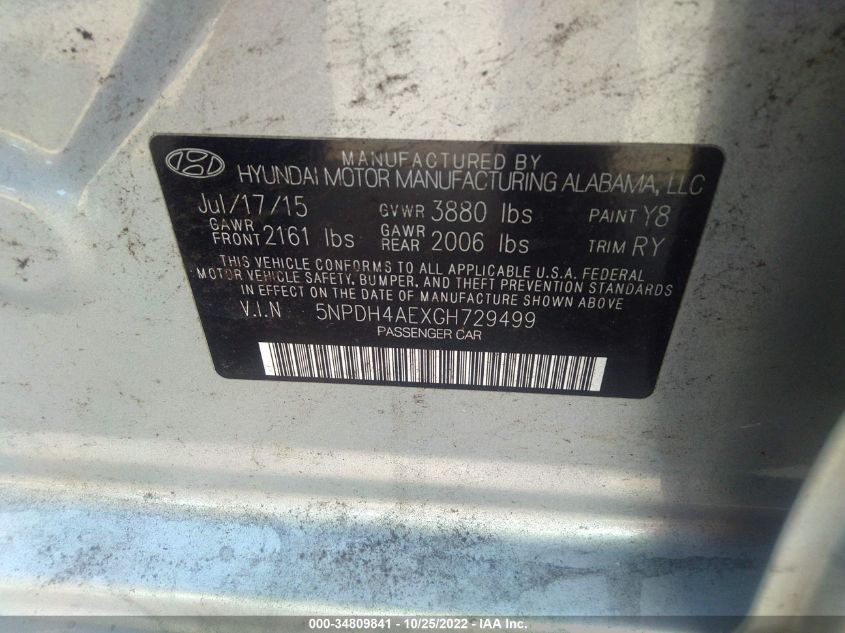 MANUFACTURED BY
HYUNDAI MOTOR MANUFACTURING ALABAMA, LLC
Jul/17/15 GVWR 3880 lbs PAINT Y8
GAWR FRONT 2161 lbs GAWR REAR 2006 lbs TRIM RY
THIS VEHICLE CONFORMS TO ALL APPLICABLE U.S.A. FEDERAL
MOTOR VEHICLE SAFETY, BUMPER, AND THEFT PREVENTION STANDARDS
IN EFFECT ON THE DATE OF MANUFACTURE SHOWN ABOVE
V.I.N 5NPDH4AEXGH729499
PASSENGER CAR
000-34809841 - 10/25/2022 - IAA Inc.